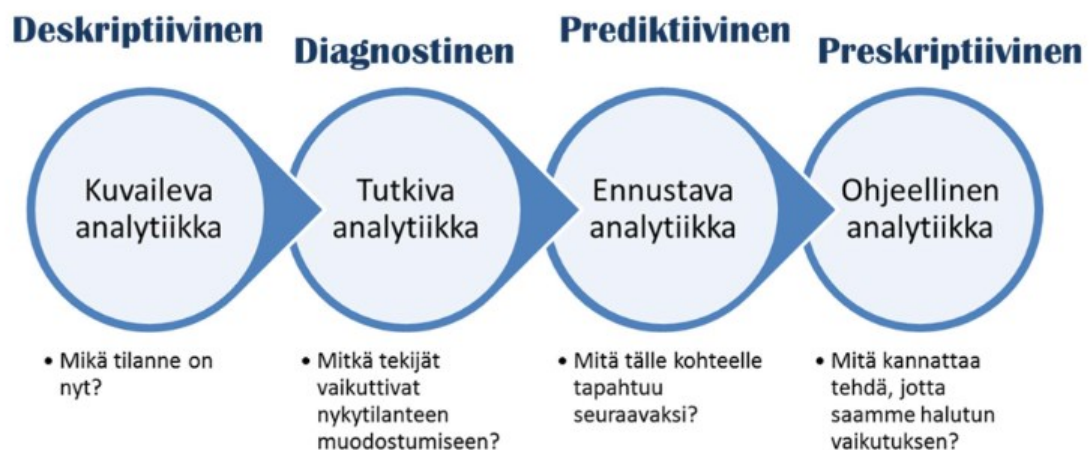 Deskriptiivinen
Diagnostinen
Prediktiivinen
Preskriptiivinen
Kuvaileva
analytiikka
Tutkiva
analytiikka
Ennustava
analytiikka
Ohjeellinen
analytiikka
• Mikä tilanne on
nyt?
• Mitkä tekijät
vaikuttivat
nykytilanteen
muodostumiseen?
• Mitä tälle kohteelle
tapahtuu
seuraavaksi?
• Mitä kannattaa
tehdä, jotta
saamme halutun
vaikutuksen?